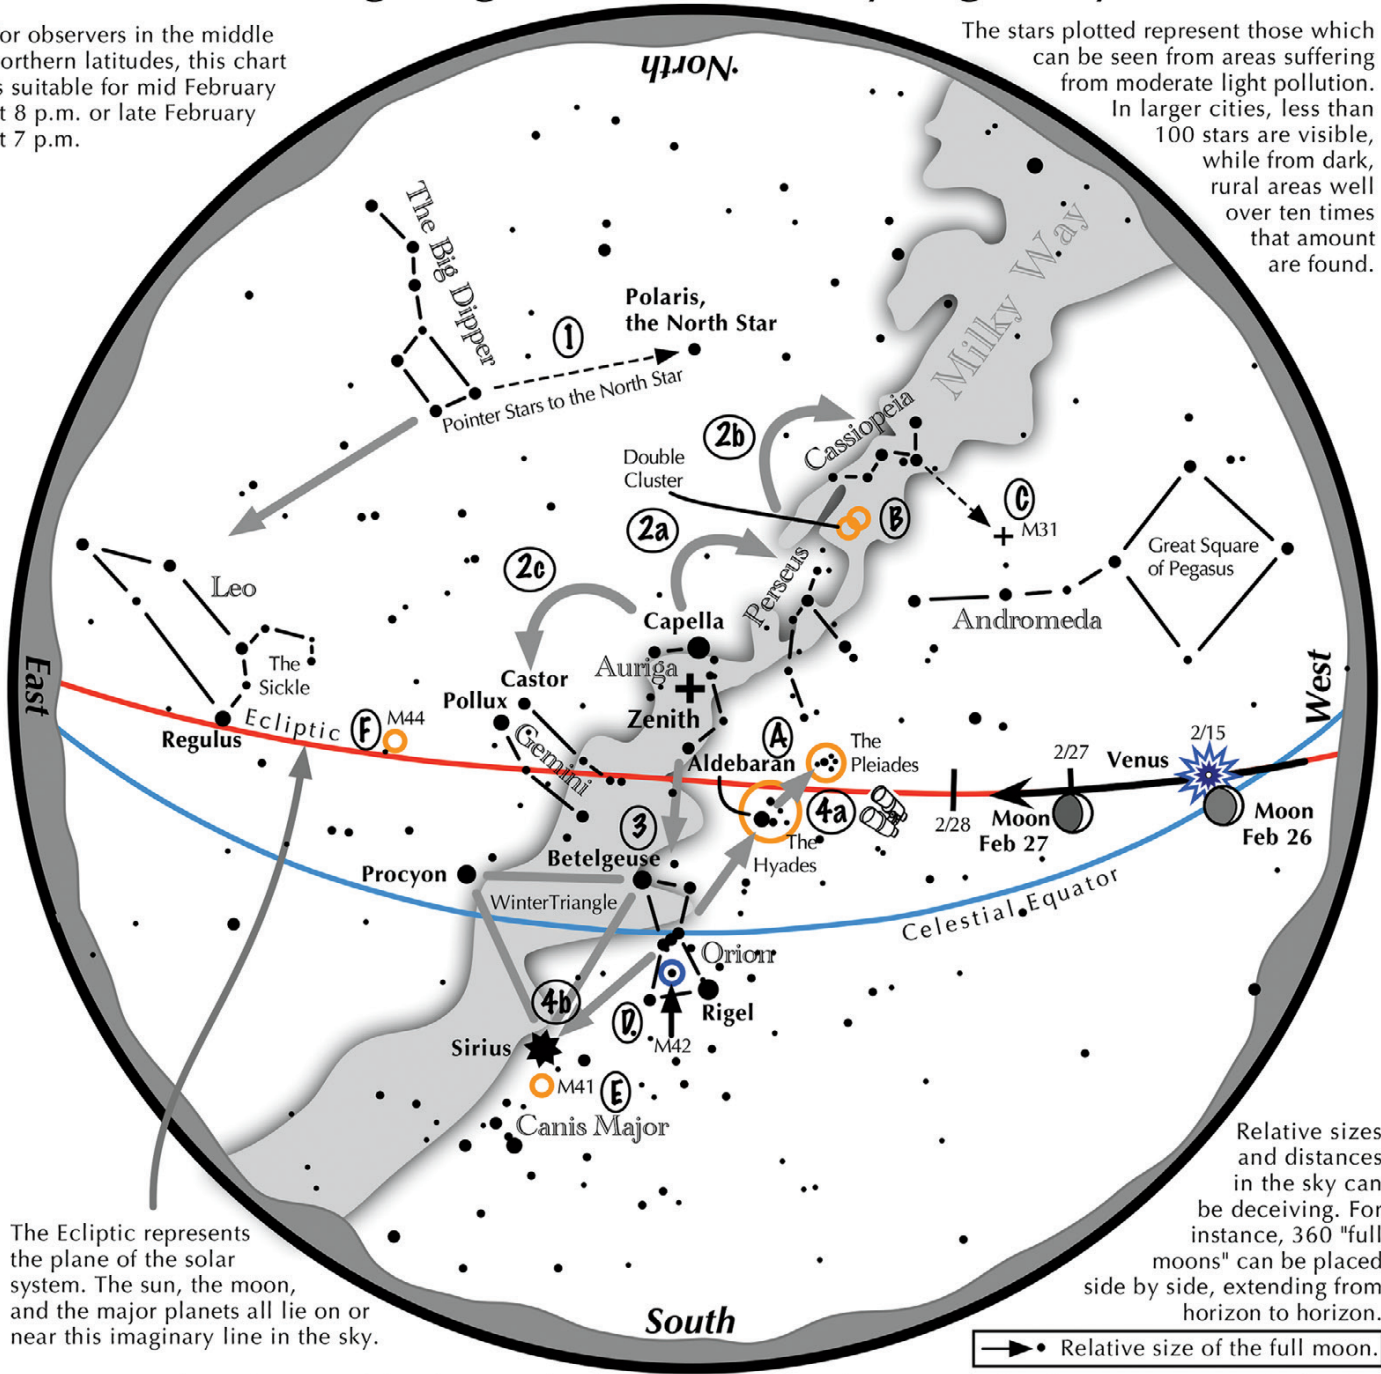 or observers in the middle
orthern latitudes, this chart
s suitable for mid February
t 8 p.m. or late February
t 7 p.m.
The stars plotted represent those which
can be seen from areas suffering
from moderate light pollution.
In larger cities, less than
100 stars are visible,
while from dark,
rural areas well
over ten times
that amount
are found.
North
The Big Dipper
Milky Way
Polaris,
the North Star
1
Pointer Stars to the North Star
2b
Cassiopeia
Double
Cluster
B
C
M31
2a
2c
Great Square
of Pegasus
Leo
Perseus
Andromeda
Capella
Auriga
The
Sickle
East
West
Castor
Pollux
Zenith
Regulus
Ecliptic
F
M44
Gemini
A
Aldebaran
The
Pleiades
2/15
Venus
2/27
2/28
4a
Moon
Feb 27
Moon
Feb 26
The
Hyades
3
Betelgeuse
Procyon
WinterTriangle
Celestial Equator
Orion
4b
D.
Rigel
M42
Sirius
M41
E
Canis Major
The Ecliptic represents
the plane of the solar
system. The sun, the moon,
and the major planets all lie on or
near this imaginary line in the sky.
South
Relative sizes
and distances
in the sky can
be deceiving. For
instance, 360 "full
moons" can be placed
side by side, extending from
horizon to horizon.
Relative size of the full moon.